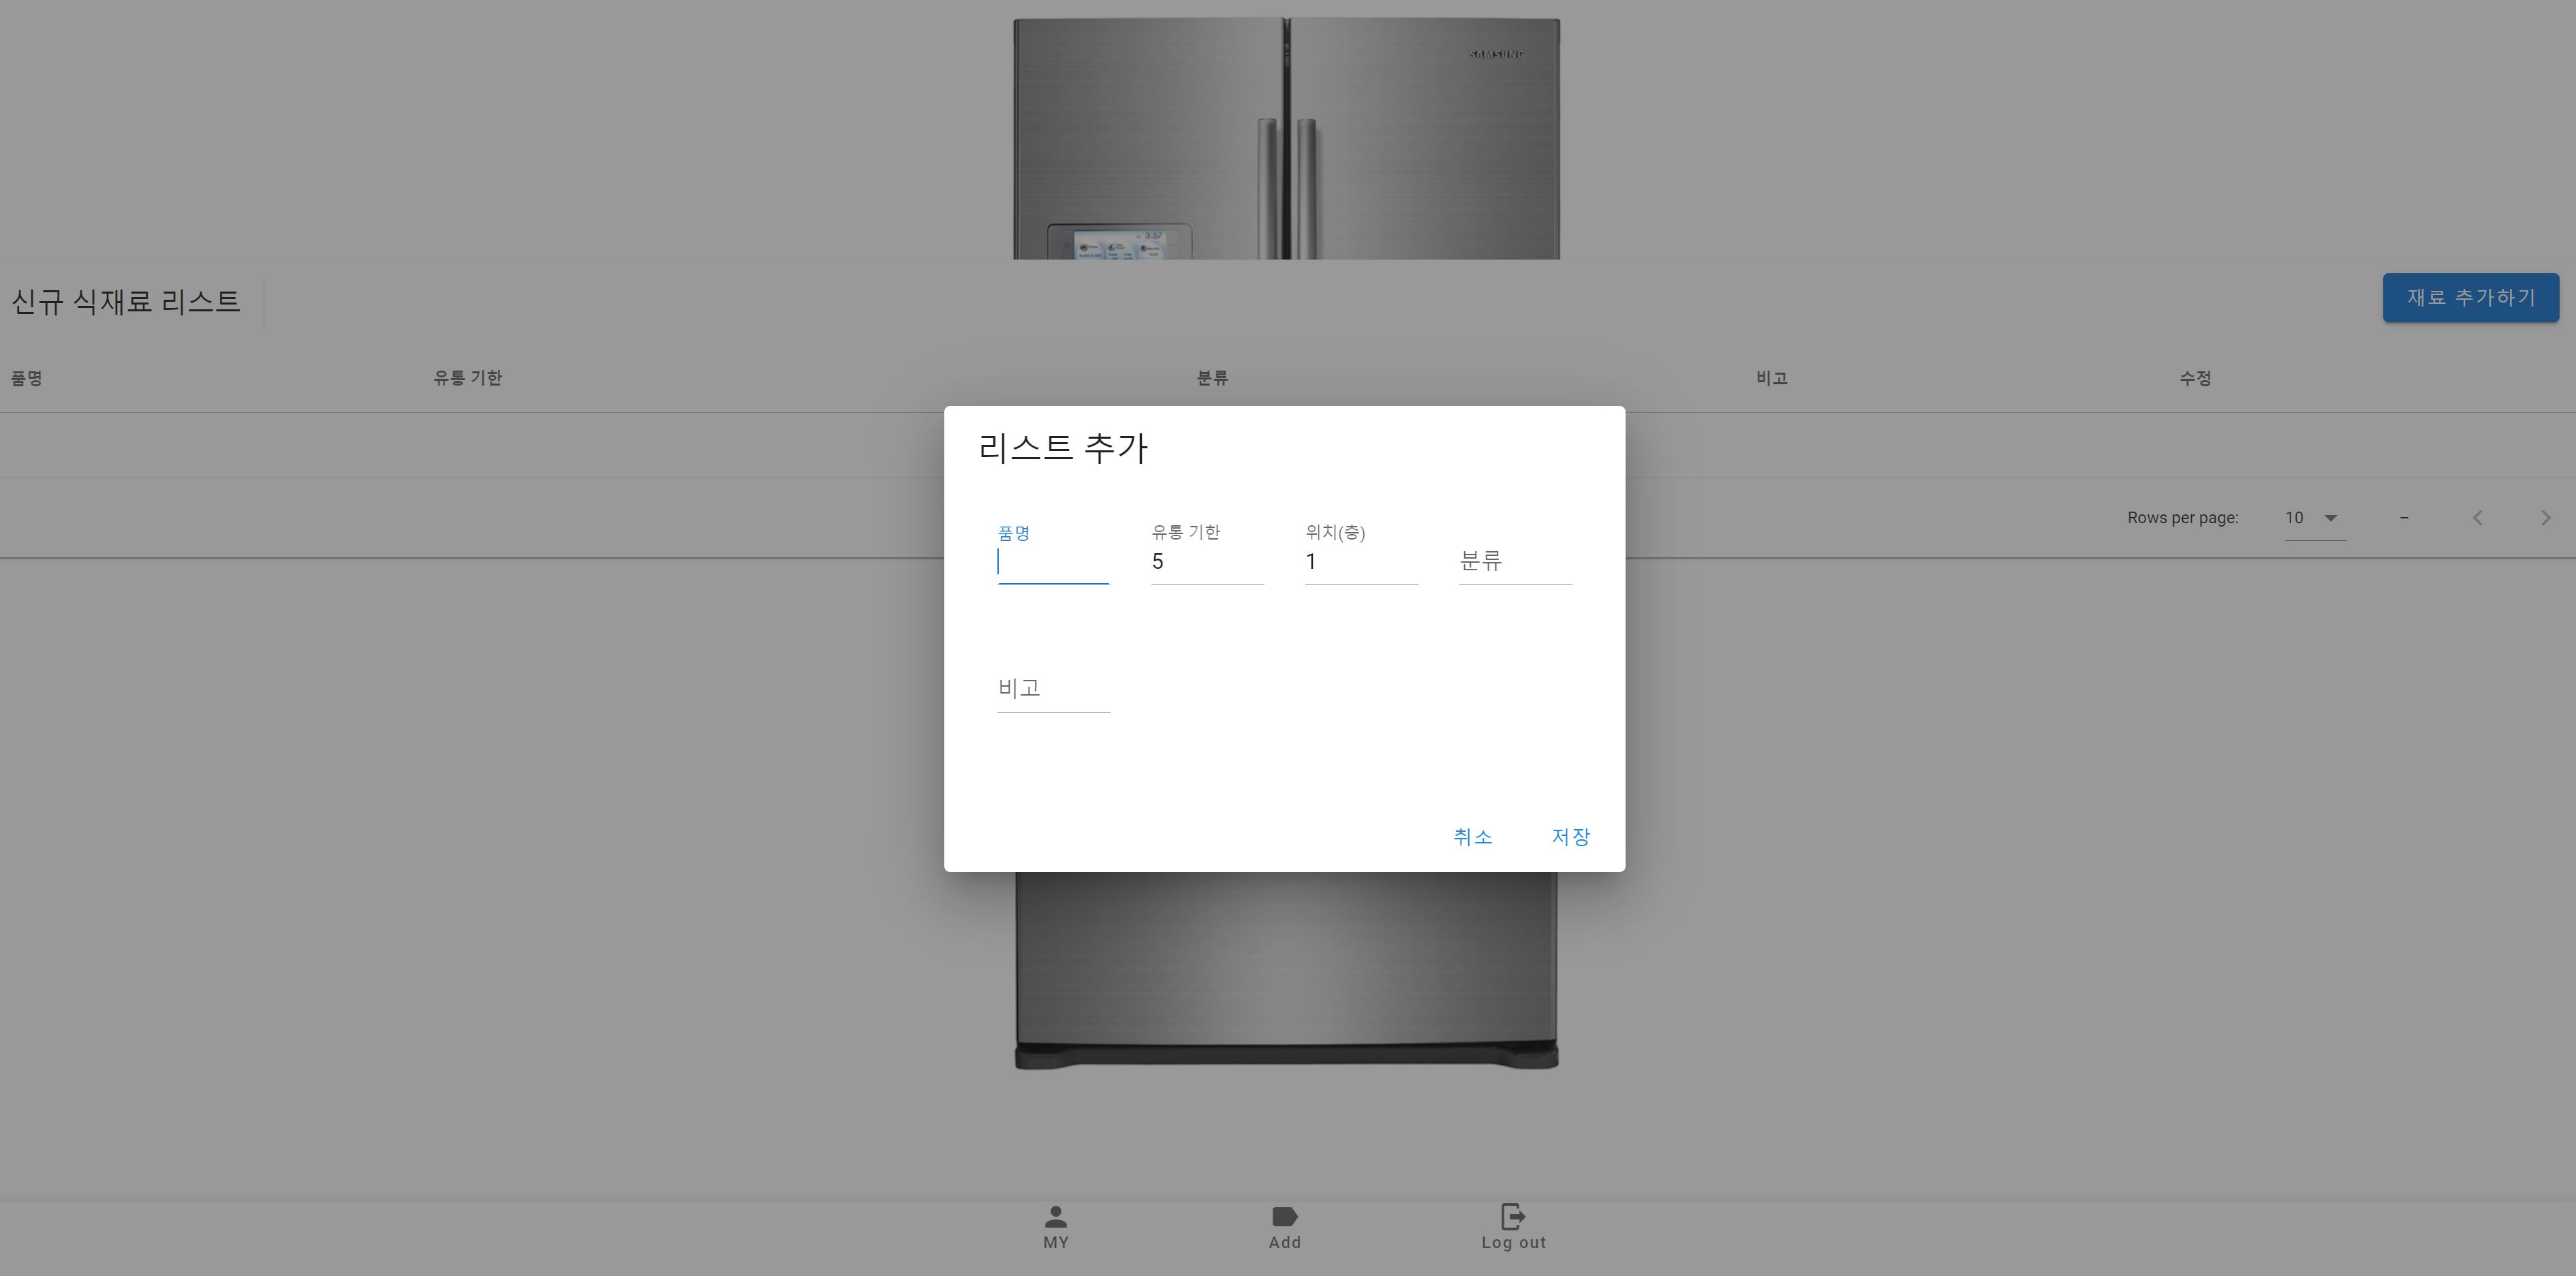 SAMSUNG
3:57
신규 식재료 리스트
재료 추가하기
품명 유통 기한 분류 비고 수정
리스트 추가
품명 유통 기한 위치(층)
5 1 분류
비고
취소 저장
Rows per page: 10 –
MY Add Log out